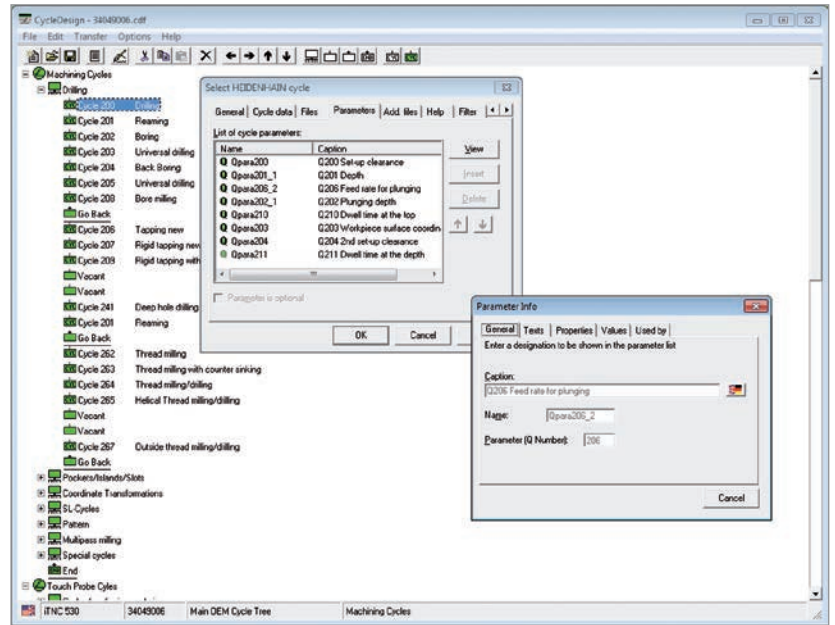 CycleDesign - 34049006.cdf
File Edit Transfer Options Help
Machining Cycles
Drilling
Cycle 200 Drilling
Cycle 201 Reaming
Cycle 202 Boring
Cycle 203 Universal drilling
Cycle 204 Back Boring
Cycle 205 Universal drilling
Cycle 208 Bore milling
Go Back
Cycle 206 Tapping new
Cycle 207 Rigid tapping new
Cycle 209 Rigid tapping with
Vacant
Vacant
Cycle 241 Deep hole drilling
Cycle 201 Reaming
Go Back
Cycle 262 Thread milling
Cycle 263 Thread milling with counter sinking
Cycle 264 Thread milling/drilling
Cycle 265 Helical Thread milling/drilling
Vacant
Vacant
Cycle 267 Outside thread milling/drilling
Go Back
Pockets/Islands/Slots
Coordinate Transformations
SL-Cycles
Pattern
Multipass milling
Special cycles
End
Touch Probe Cyles
Select HEIDENHAIN cycle
General Cycle data Files Parameters Add. files Help Filter
List of cycle parameters:
Name Caption
Qpara200 Q200 Set-up clearance
Qpara201_1 Q201 Depth
Qpara206_2 Q206 Feed rate for plunging
Qpara202_1 Q202 Plunging depth
Qpara210 Q210 Dwell time at the top
Qpara203 Q203 Workpiece surface coordin
Qpara204 Q204 2nd set-up clearance
Qpara211 Q211 Dwell time at the depth
View
Insert
Delete
Parameter is optional
OK Cancel
Parameter Info
General Texts Properties Values Used by
Enter a designation to be shown in the parameter list
Caption:
Q206 Feed rate for plunging
Name: Qpara206_2
Parameter (Q Number): 206
Cancel
iTNC 530 34049006 Main OEM Cycle Tree Machining Cycles